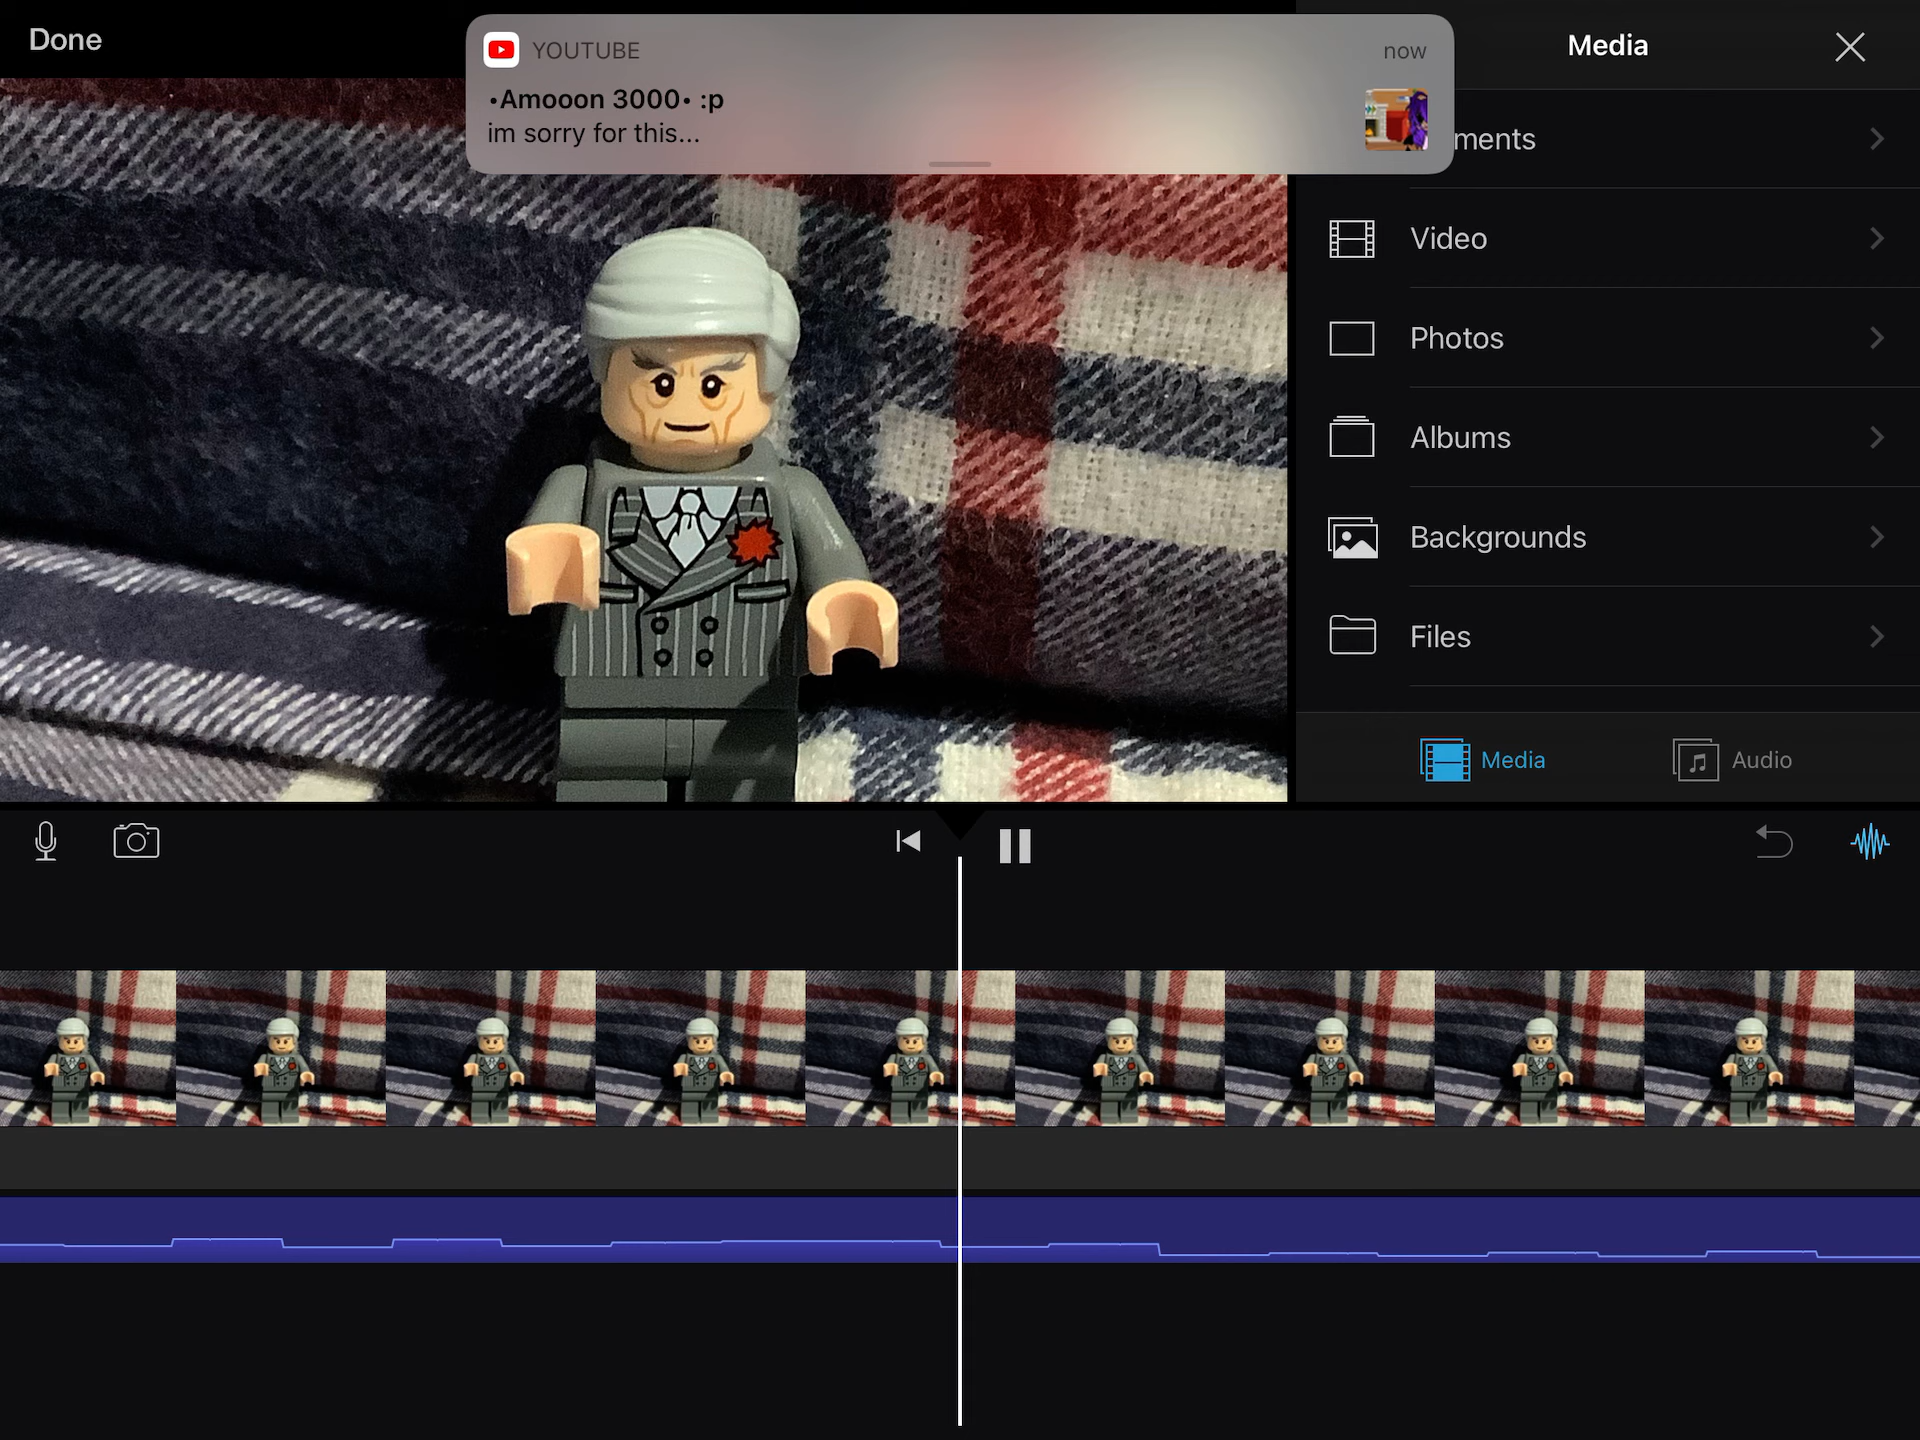 Done
YOUTUBE
now
•Amooon 3000• :p
im sorry for this...
Media
ments
Video
Photos
Albums
Backgrounds
Files
Media
Audio